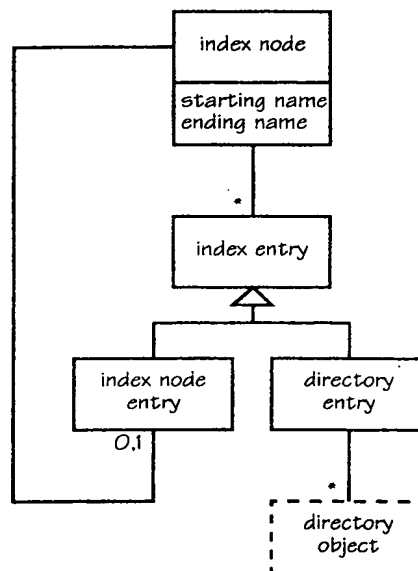 index node
starting name
ending name
*
index entry
index node
entry
directory
entry
0,1
*
directory
object